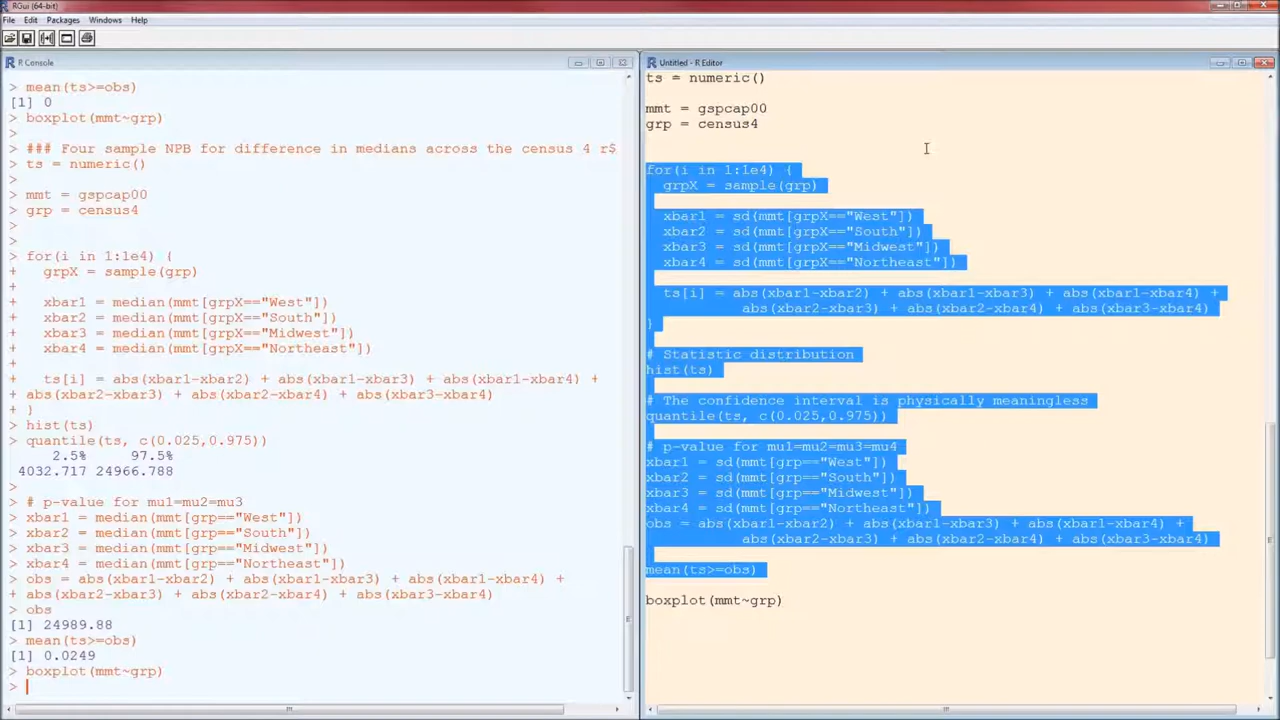 RGui (64-bit)
File Edit Packages Windows Help
R Console
> mean(ts>=obs)
[1] 0
> boxplot(mmt~grp)
>
> ### Four sample NPB for difference in medians across the census 4 r$
> ts = numeric()
>
> mmt = gspcap00
> grp = census4
>
>
> for(i in 1:1e4) {
+   grpX = sample(grp)
+
+   xbar1 = median(mmt[grpX=="West"])
+   xbar2 = median(mmt[grpX=="South"])
+   xbar3 = median(mmt[grpX=="Midwest"])
+   xbar4 = median(mmt[grpX=="Northeast"])
+
+   ts[i] = abs(xbar1-xbar2) + abs(xbar1-xbar3) + abs(xbar1-xbar4) +
+ abs(xbar2-xbar3) + abs(xbar2-xbar4) + abs(xbar3-xbar4)
+ }
> hist(ts)
> quantile(ts, c(0.025,0.975))
2.5% 97.5%
4032.717 24966.788
>
> # p-value for mu1=mu2=mu3
> xbar1 = median(mmt[grp=="West"])
> xbar2 = median(mmt[grp=="South"])
> xbar3 = median(mmt[grp=="Midwest"])
> xbar4 = median(mmt[grp=="Northeast"])
> obs = abs(xbar1-xbar2) + abs(xbar1-xbar3) + abs(xbar1-xbar4) +
+ abs(xbar2-xbar3) + abs(xbar2-xbar4) + abs(xbar3-xbar4)
> obs
[1] 24989.88
> mean(ts>=obs)
[1] 0.0249
> boxplot(mmt~grp)
>
Untitled - R Editor
ts = numeric()
mmt = gspcap00
grp = census4
for(i in 1:1e4) {
grpX = sample(grp)
xbar1 = sd(mmt[grpX=="West"])
xbar2 = sd(mmt[grpX=="South"])
xbar3 = sd(mmt[grpX=="Midwest"])
xbar4 = sd(mmt[grpX=="Northeast"])
ts[i] = abs(xbar1-xbar2) + abs(xbar1-xbar3) + abs(xbar1-xbar4) +
abs(xbar2-xbar3) + abs(xbar2-xbar4) + abs(xbar3-xbar4)
}
# Statistic distribution
hist(ts)
# The confidence interval is physically meaningless
quantile(ts, c(0.025,0.975))
# p-value for mu1=mu2=mu3=mu4
xbar1 = sd(mmt[grp=="West"])
xbar2 = sd(mmt[grp=="South"])
xbar3 = sd(mmt[grp=="Midwest"])
xbar4 = sd(mmt[grp=="Northeast"])
obs = abs(xbar1-xbar2) + abs(xbar1-xbar3) + abs(xbar1-xbar4) +
abs(xbar2-xbar3) + abs(xbar2-xbar4) + abs(xbar3-xbar4)
mean(ts>=obs)
boxplot(mmt~grp)